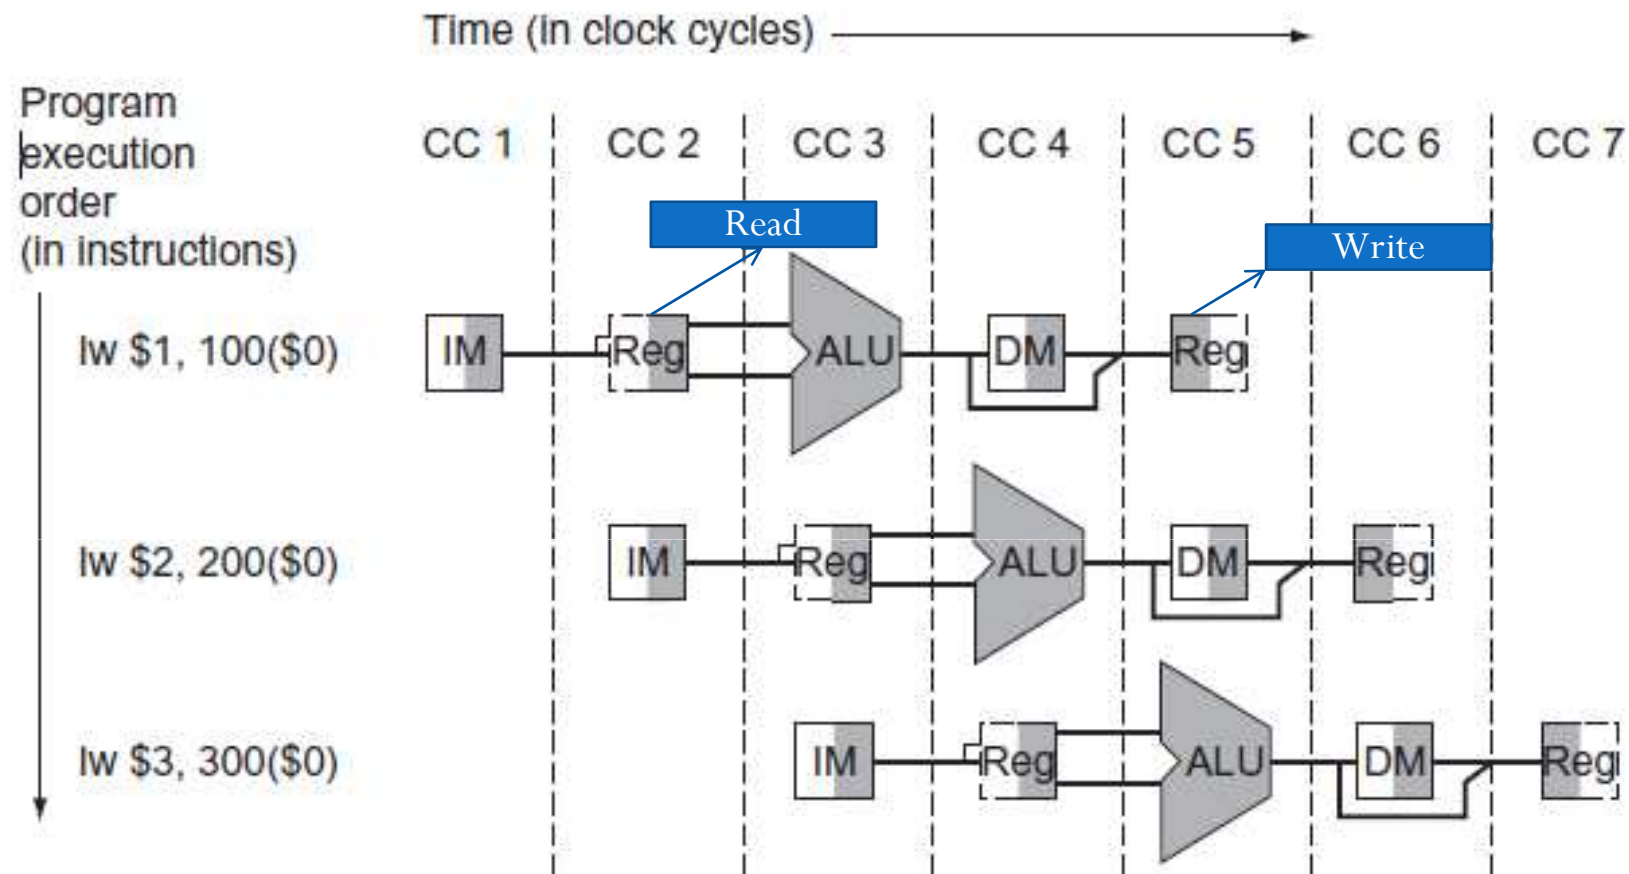 Time (in clock cycles)
Program
execution
order
(in instructions)
CC 1 CC 2 CC 3 CC 4 CC 5 CC 6 CC 7
Read
Write
lw $1, 100($0) IM Reg ALU DM Reg
lw $2, 200($0) IM Reg ALU DM Reg
lw $3, 300($0) IM Reg ALU DM Reg